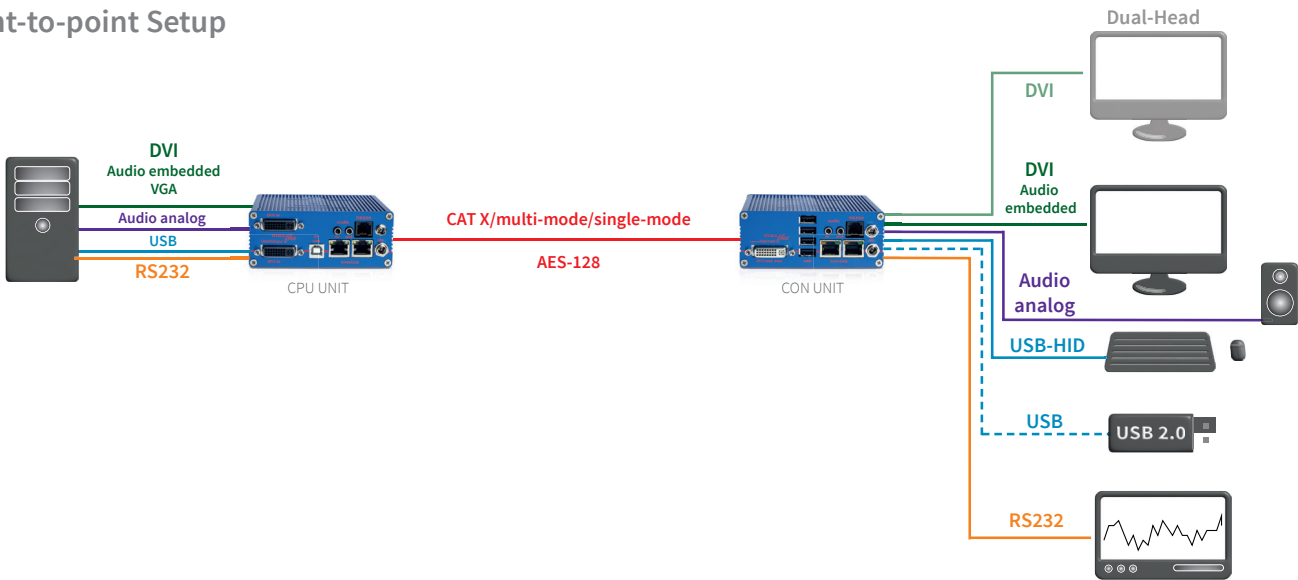 nt-to-point Setup
Dual-Head
DVI
DVI
Audio embedded
VGA
Audio analog
USB
RS232
CPU UNIT
CAT X/multi-mode/single-mode
AES-128
CON UNIT
DVI
Audio
embedded
Audio
analog
USB-HID
USB
USB 2.0
RS232